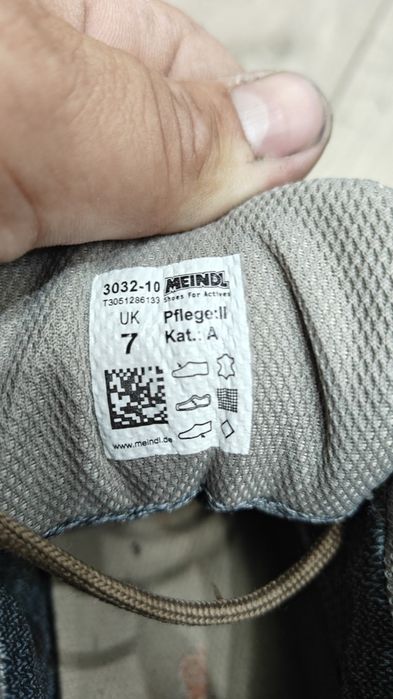 3032-10 MEINDL
T3051286133 Shoes For Actives
UK Pflege:II
7 Kat.: A
www.meindl.de